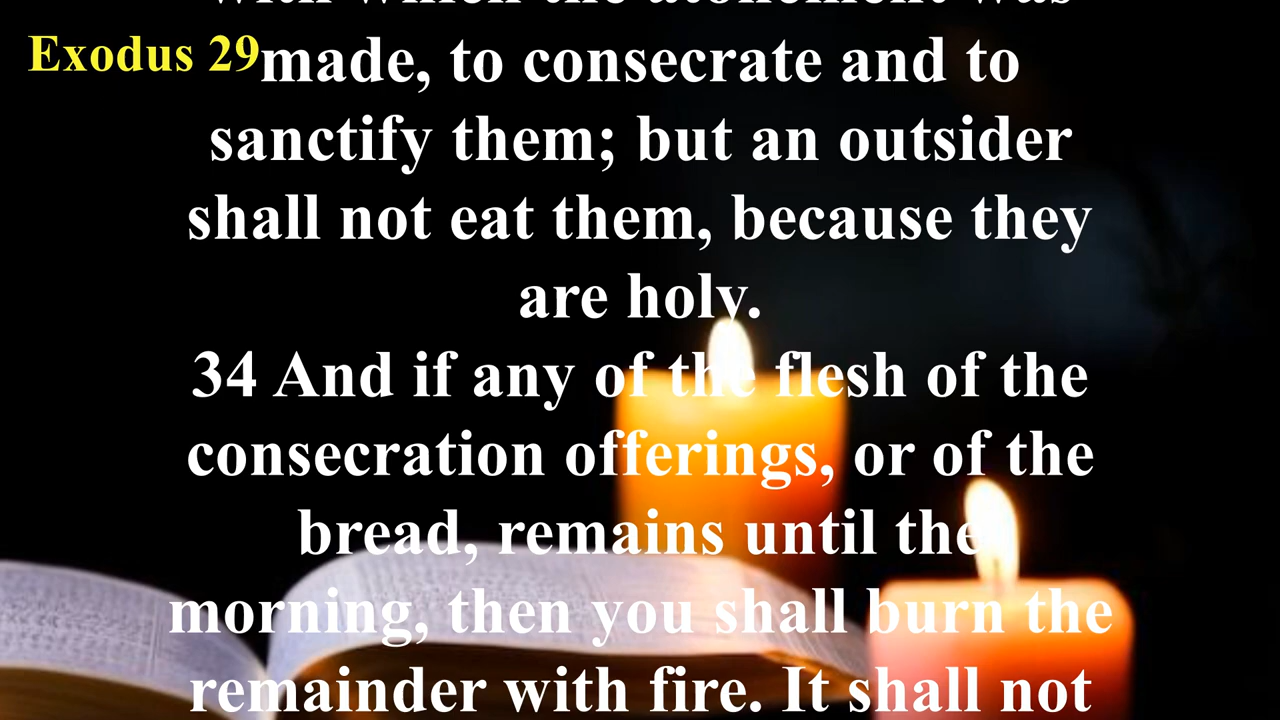 with which the atonement was
Exodus 29
made, to consecrate and to
sanctify them; but an outsider
shall not eat them, because they
are holy.
34 And if any of the flesh of the
consecration offerings, or of the
bread, remains until the
morning, then you shall burn the
remainder with fire. It shall not